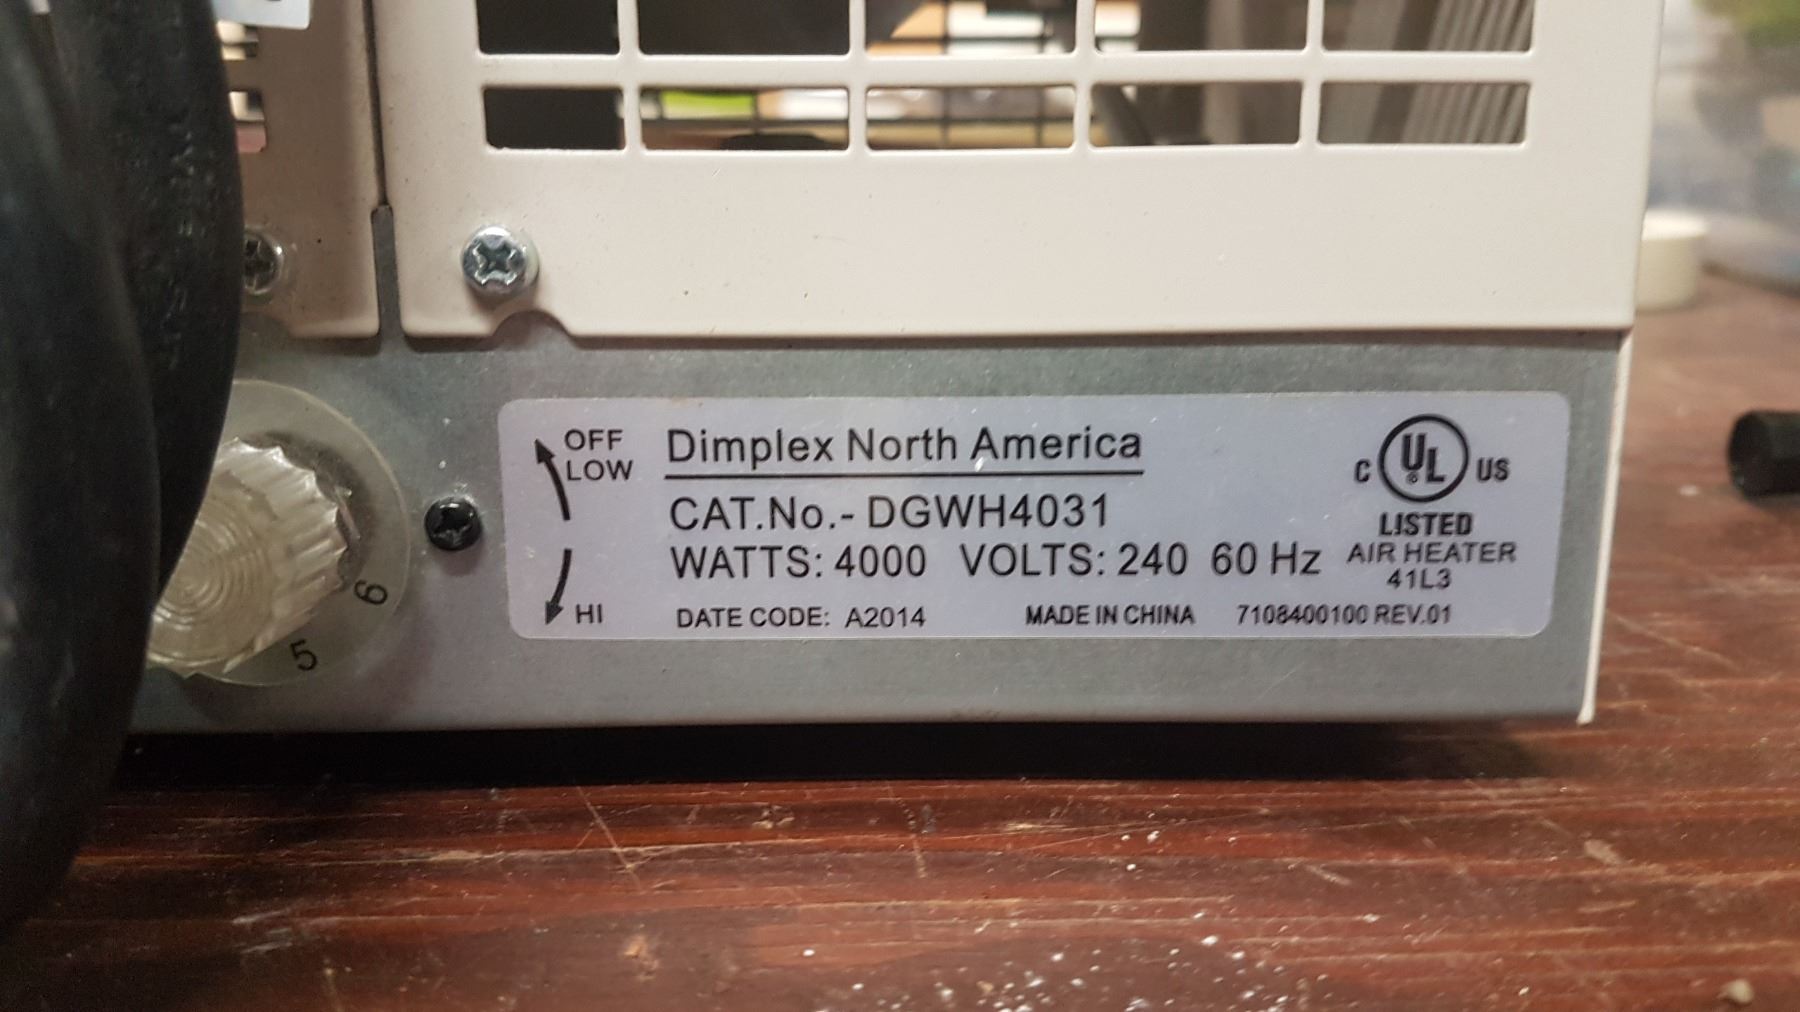 OFF
LOW
HI
Dimplex North America
CAT.No.- DGWH4031
WATTS: 4000 VOLTS: 240 60 Hz
DATE CODE: A2014 MADE IN CHINA 7108400100 REV.01
C UL US
®
LISTED
AIR HEATER
41L3
6
5